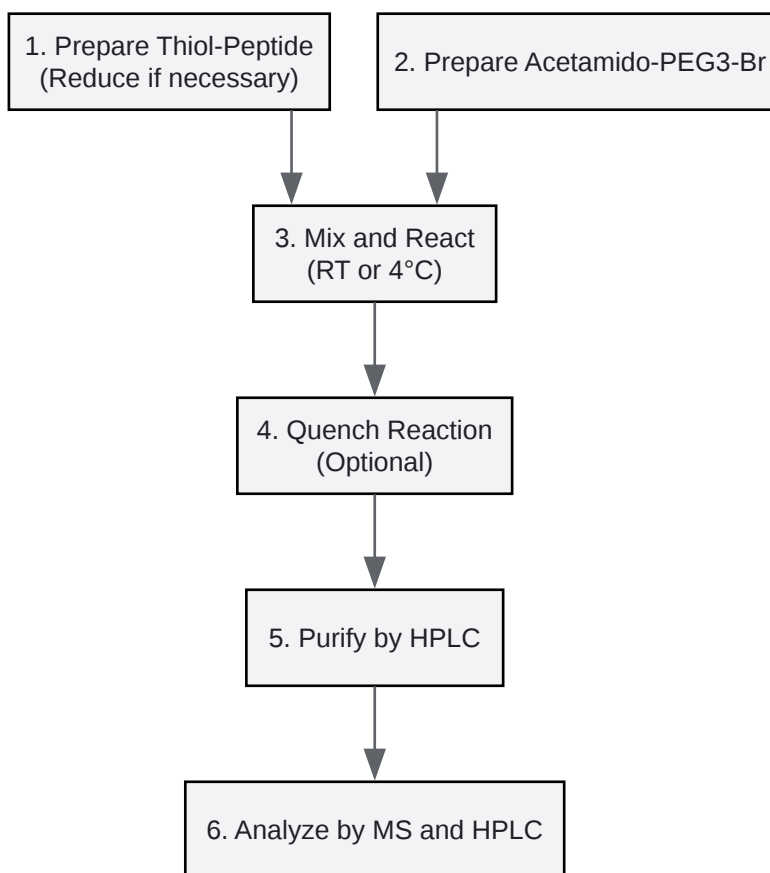 1. Prepare Thiol-Peptide
(Reduce if necessary)
2. Prepare Acetamido-PEG3-Br
3. Mix and React
(RT or 4°C)
4. Quench Reaction
(Optional)
5. Purify by HPLC
6. Analyze by MS and HPLC